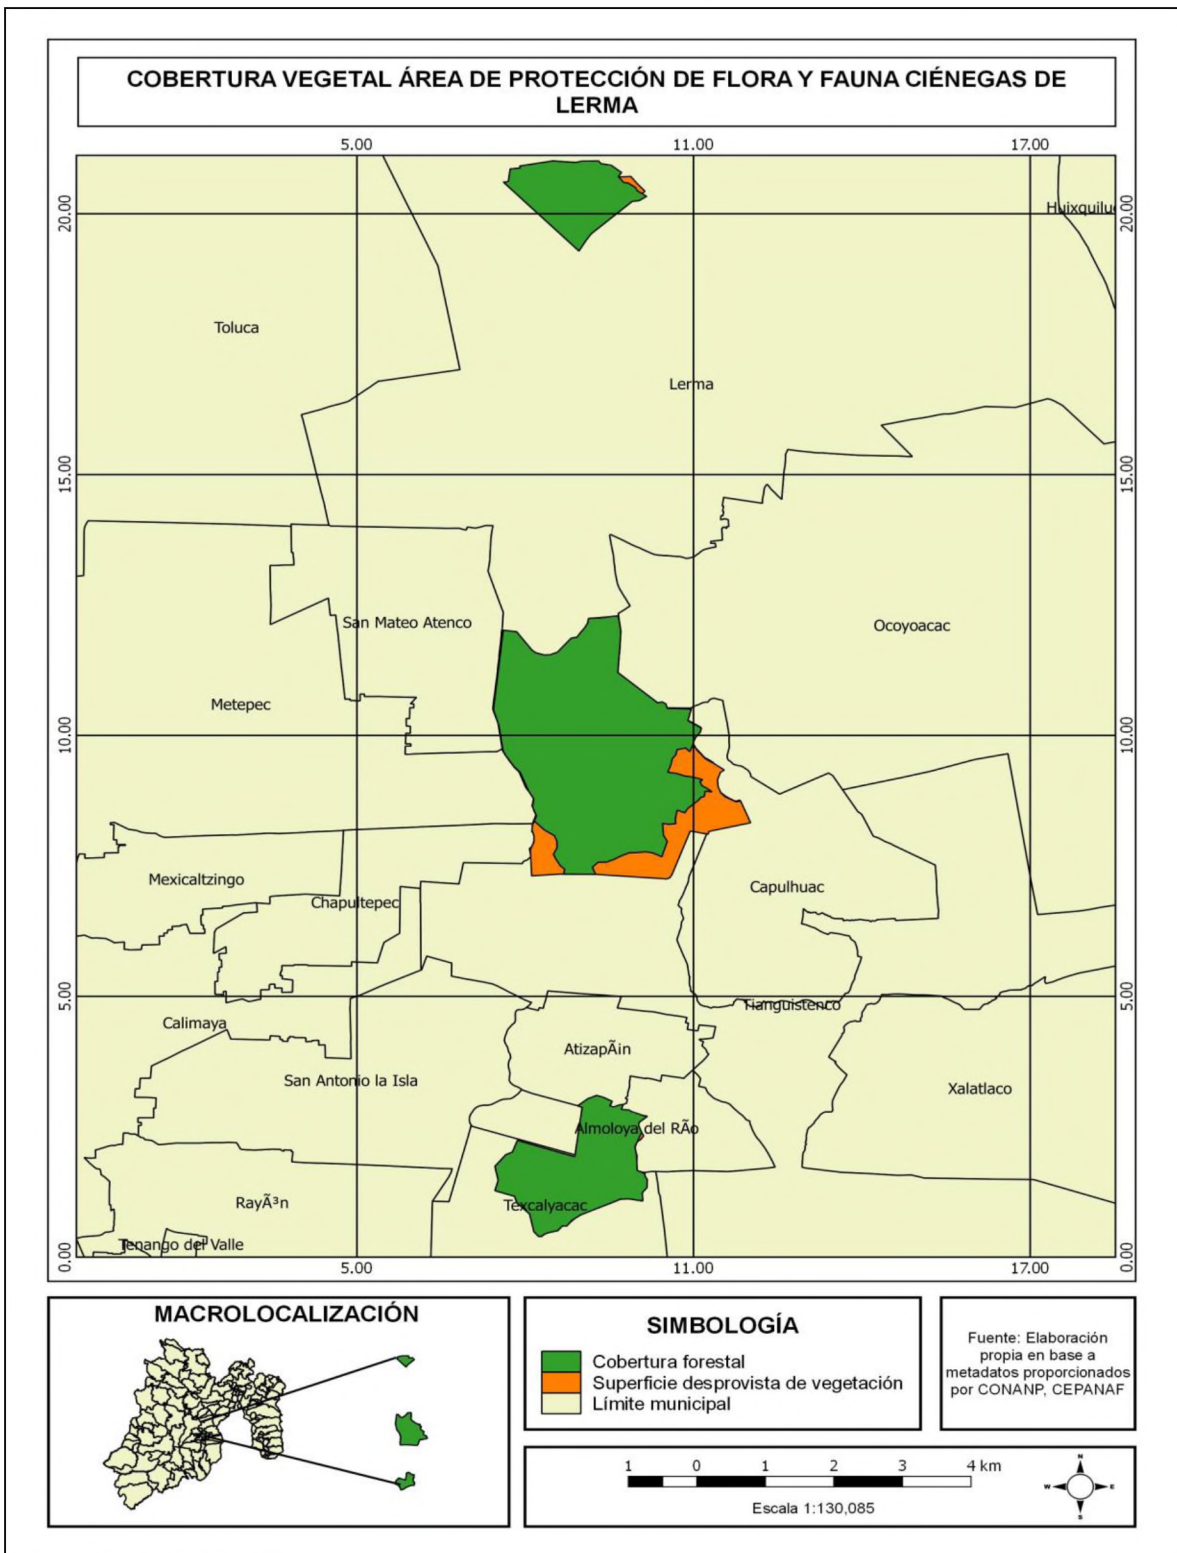 COBERTURA VEGETAL ÁREA DE PROTECCIÓN DE FLORA Y FAUNA CIÉNEGAS DE
LERMA
5.00 11.00 17.00
20.00 Huixquilu 20.00
Toluca
Lerma
15.00 15.00
San Mateo Atenco
Ocoyoacac
Metepec
10.00 10.00
Mexicaltzingo
Capulhuac
Chapultepec
5.00 5.00
Tianguistenco
Calimaya
AtizapÃ¡n
San Antonio la Isla
Xalatlaco
Almoloya del RÃ­o
RayÃ³n
Texcalyacac
Tenango del Valle
0.00 0.00
5.00 11.00 17.00
MACROLOCALIZACIÓN
SIMBOLOGÍA
Cobertura forestal
Superficie desprovista de vegetación
Límite municipal
Fuente: Elaboración
propia en base a
metadatos proporcionados
por CONANP, CEPANAF
1 0 1 2 3 4 km
Escala 1:130,085
N
W E
S